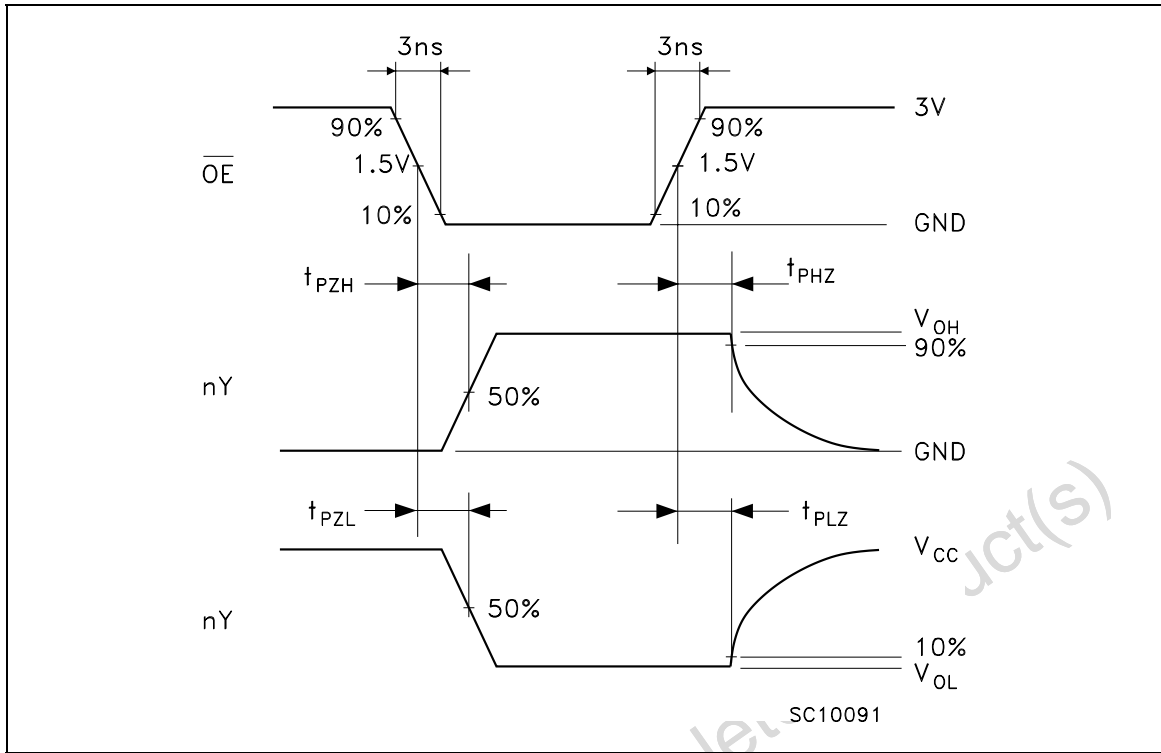 3ns 3ns
3V
90% 90%
OE 1.5V 1.5V
10% 10%
GND
tPZH tPHZ
VOH
90%
nY 50%
GND
tPZL tPLZ
VCC
50%
nY
10%
VOL
SC10091
uct(s)